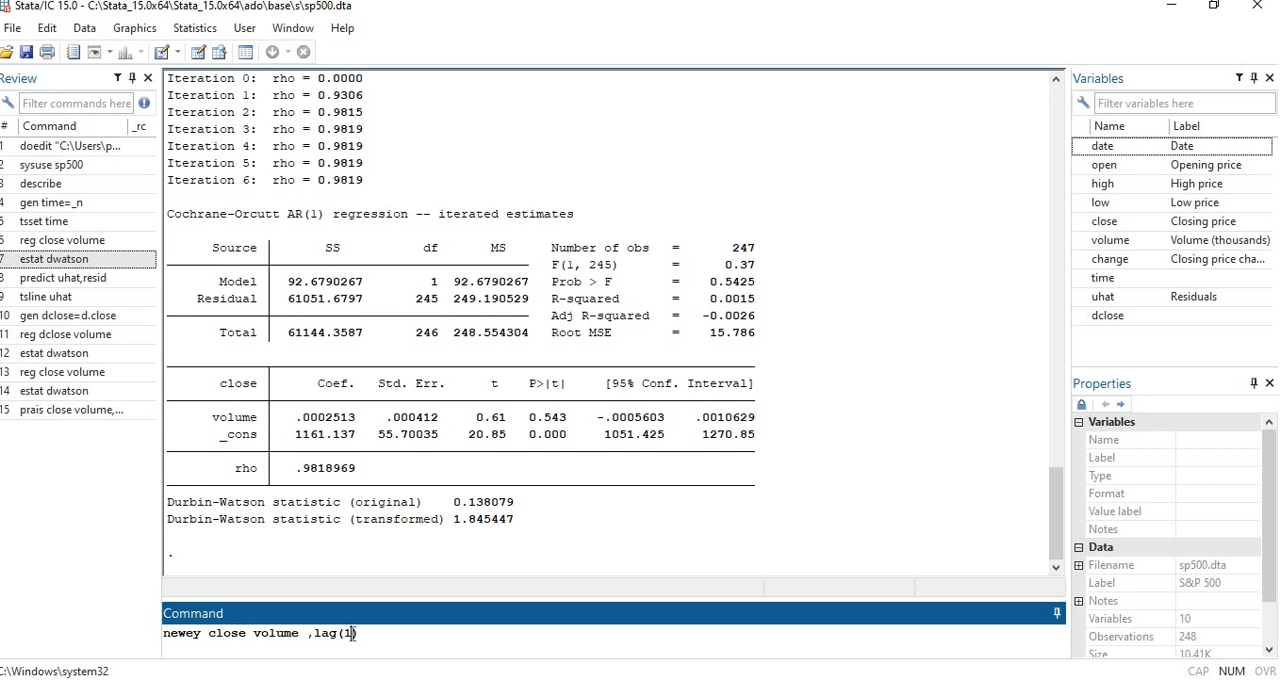 Stata/IC 15.0 - C:\Stata_15.0x64\Stata_15.0x64\ado\base\s\sp500.dta
File Edit Data Graphics Statistics User Window Help
Review
Filter commands here
# Command _rc
1 doedit "C:\Users\p...
2 sysuse sp500
3 describe
4 gen time=_n
5 tsset time
6 reg close volume
7 estat dwatson
8 predict uhat,resid
9 tsline uhat
10 gen dclose=d.close
11 reg dclose volume
12 estat dwatson
13 reg close volume
14 estat dwatson
15 prais close volume,...
Iteration 0: rho = 0.0000
Iteration 1: rho = 0.9306
Iteration 2: rho = 0.9815
Iteration 3: rho = 0.9819
Iteration 4: rho = 0.9819
Iteration 5: rho = 0.9819
Iteration 6: rho = 0.9819
Cochrane-Orcutt AR(1) regression -- iterated estimates
Source SS df MS Number of obs = 247
F(1, 245) = 0.37
Model 92.6790267 1 92.6790267 Prob > F = 0.5425
Residual 61051.6797 245 249.190529 R-squared = 0.0015
Adj R-squared = -0.0026
Total 61144.3587 246 248.554304 Root MSE = 15.786
close Coef. Std. Err. t P>|t| [95% Conf. Interval]
volume .0002513 .000412 0.61 0.543 -.0005603 .0010629
_cons 1161.137 55.70035 20.85 0.000 1051.425 1270.85
rho .9818969
Durbin-Watson statistic (original) 0.138079
Durbin-Watson statistic (transformed) 1.845447
.
Command
newey close volume ,lag(1)
Variables
Filter variables here
Name Label
date Date
open Opening price
high High price
low Low price
close Closing price
volume Volume (thousands)
change Closing price cha...
time
uhat Residuals
dclose
Properties
Variables
Name
Label
Type
Format
Value label
Notes
Data
Filename sp500.dta
Label S&P 500
Notes
Variables 10
Observations 248
Size 10.41K
C:\Windows\system32
CAP NUM OVR